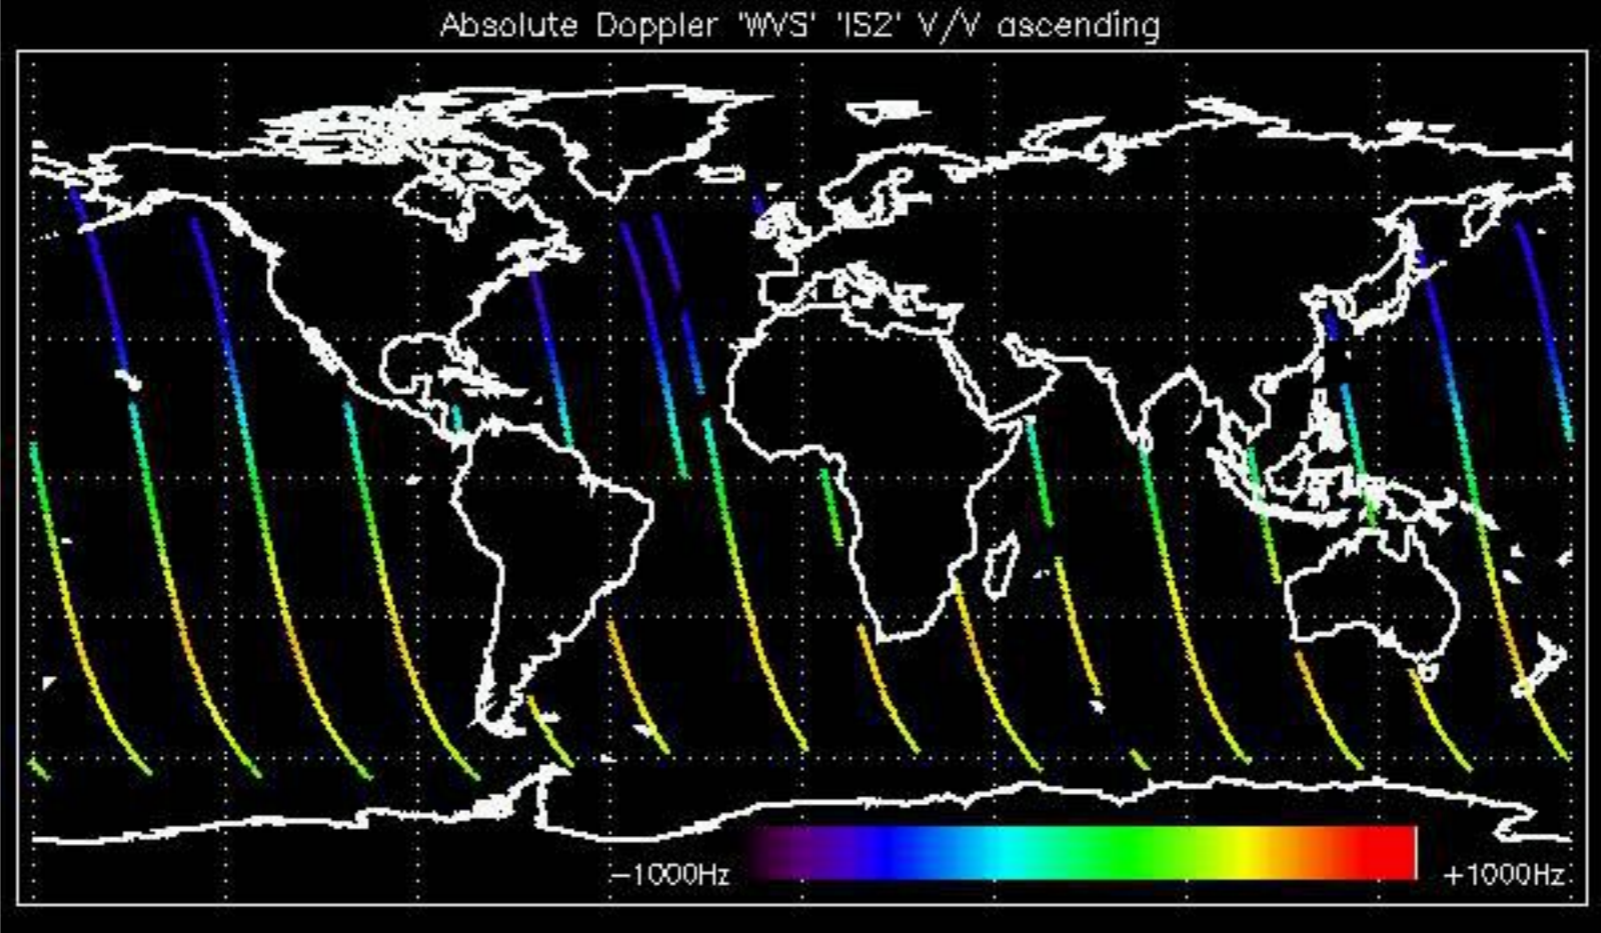 Absolute Doppler 'WVS' 'IS2' V/V ascending
−1000Hz
+1000Hz